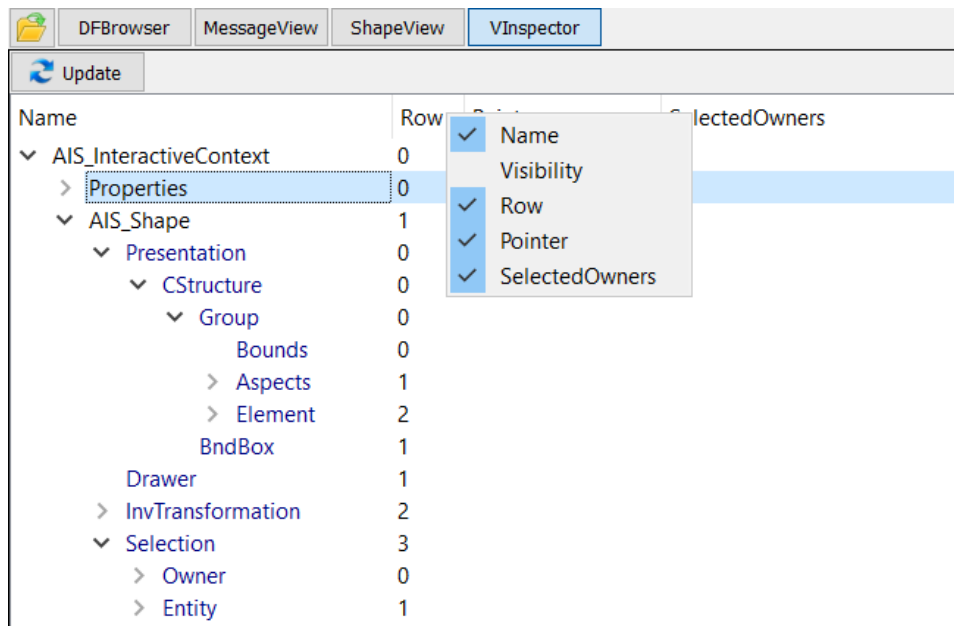 DFBrowser MessageView ShapeView VInspector
Update
Name Row
Name
Visibility
Row
Pointer
SelectedOwners
AIS_InteractiveContext 0
Properties 0
AIS_Shape 1
Presentation 0
CStructure 0
Group 0
Bounds 0
Aspects 1
Element 2
BndBox 1
Drawer 1
InvTransformation 2
Selection 3
Owner 0
Entity 1